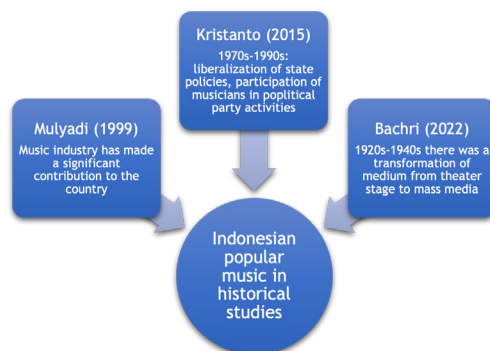 Kristanto (2015)
1970s-1990s:
liberalization of state
policies, participation of
musicians in poplitical
party activities
Mulyadi (1999)
Music industry has made
a significant
contribution to the
country
Bachri (2022)
1920s-1940s there was a
transformation of
medium from theater
stage to mass media
Indonesian
popular
music in
historical
studies